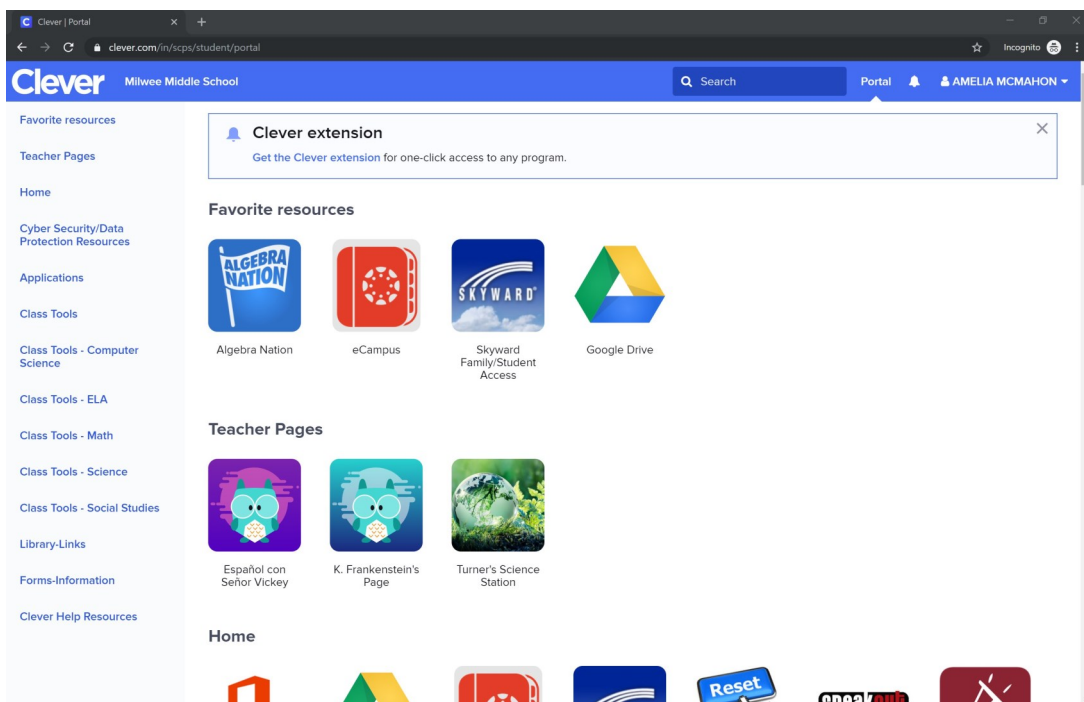 Clever | Portal
clever.com/in/scps/student/portal
Incognito
Clever
Milwee Middle School
Search
Portal
AMELIA MCMAHON
Favorite resources
Teacher Pages
Home
Cyber Security/Data
Protection Resources
Applications
Class Tools
Class Tools - Computer
Science
Class Tools - ELA
Class Tools - Math
Class Tools - Science
Class Tools - Social Studies
Library-Links
Forms-Information
Clever Help Resources
Clever extension
Get the Clever extension for one-click access to any program.
Favorite resources
ALGEBRA
NATION
SKYWARD
Algebra Nation
eCampus
Skyward
Family/Student
Access
Google Drive
Teacher Pages
Español con
Señor Vickey
K. Frankenstein's
Page
Turner's Science
Station
Home
Reset